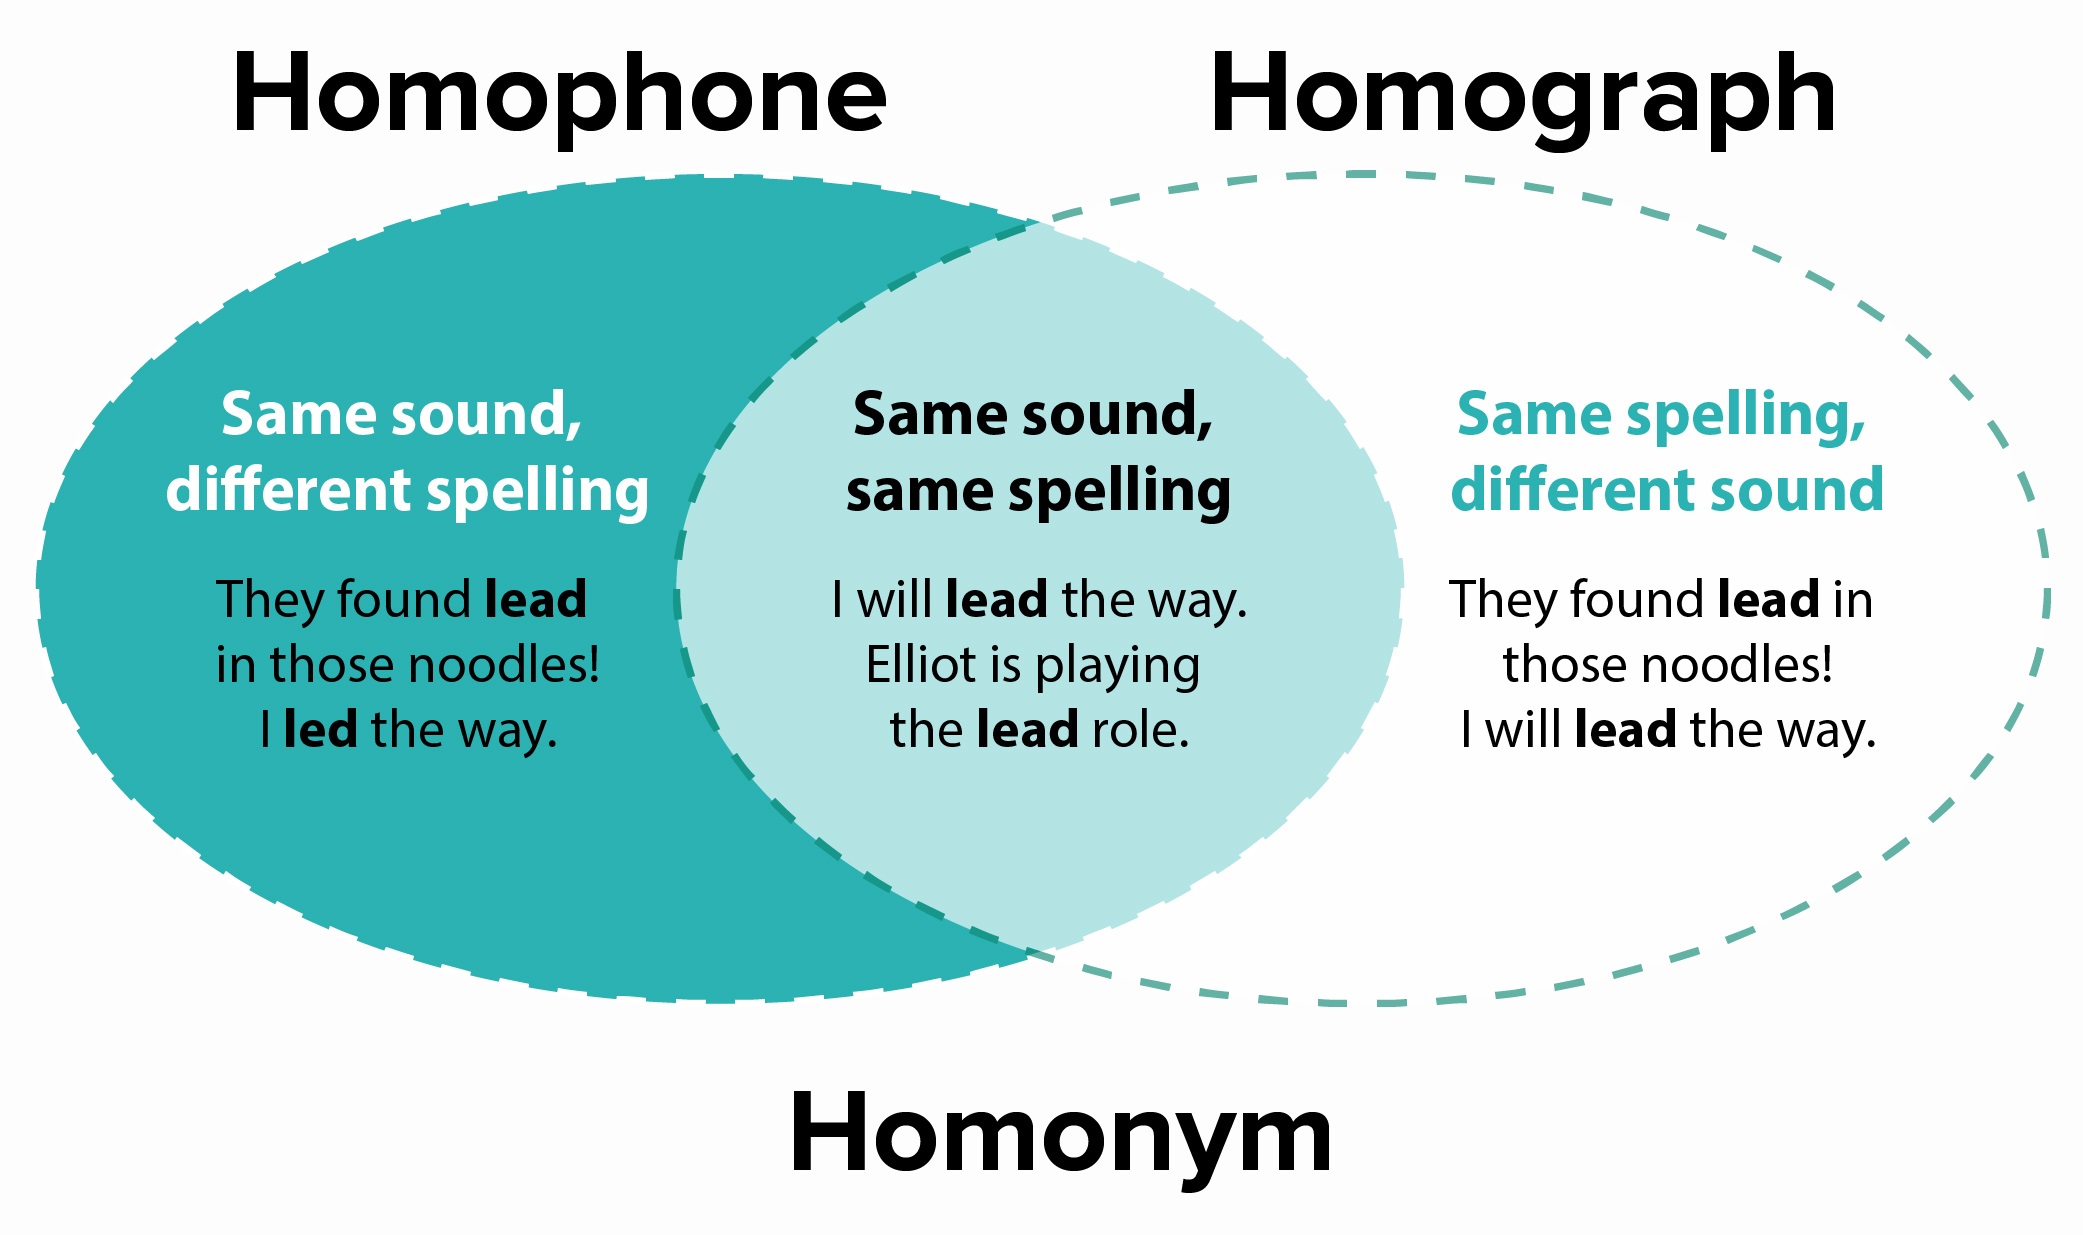 Homophone
Homograph
Same sound,
different spelling
They found lead
in those noodles!
I led the way.
Same sound,
same spelling
I will lead the way.
Elliot is playing
the lead role.
Same spelling,
different sound
They found lead in
those noodles!
I will lead the way.
Homonym